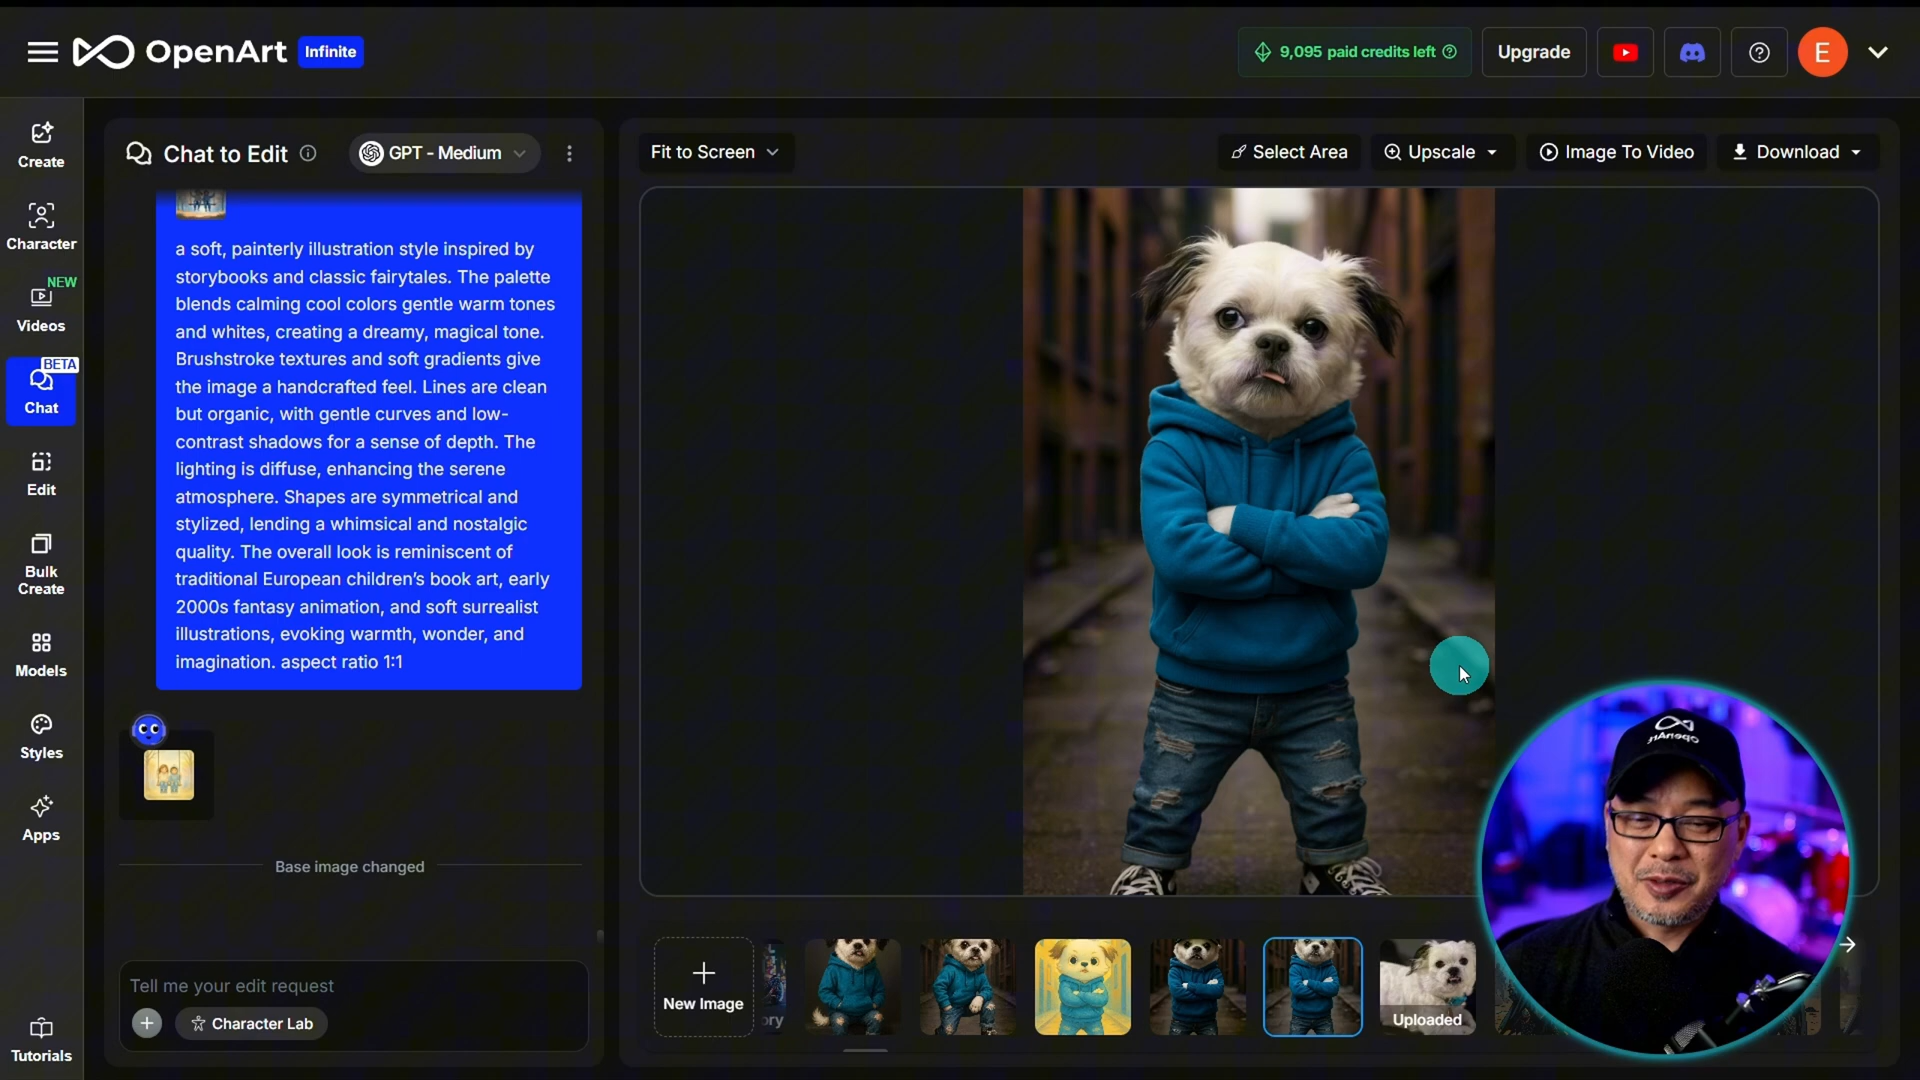 OpenArt Infinite
9,095 paid credits left
Upgrade
E
Create
Character
NEW
Videos
BETA
Chat
Edit
Bulk
Create
Models
Styles
Apps
Tutorials
Chat to Edit
GPT - Medium
a soft, painterly illustration style inspired by
storybooks and classic fairytales. The palette
blends calming cool colors gentle warm tones
and whites, creating a dreamy, magical tone.
Brushstroke textures and soft gradients give
the image a handcrafted feel. Lines are clean
but organic, with gentle curves and low-
contrast shadows for a sense of depth. The
lighting is diffuse, enhancing the serene
atmosphere. Shapes are symmetrical and
stylized, lending a whimsical and nostalgic
quality. The overall look is reminiscent of
traditional European children's book art, early
2000s fantasy animation, and soft surrealist
illustrations, evoking warmth, wonder, and
imagination. aspect ratio 1:1
Base image changed
Tell me your edit request
Character Lab
Fit to Screen
Select Area
Upscale
Image To Video
Download
New Image
ory
Uploaded
OpenArt